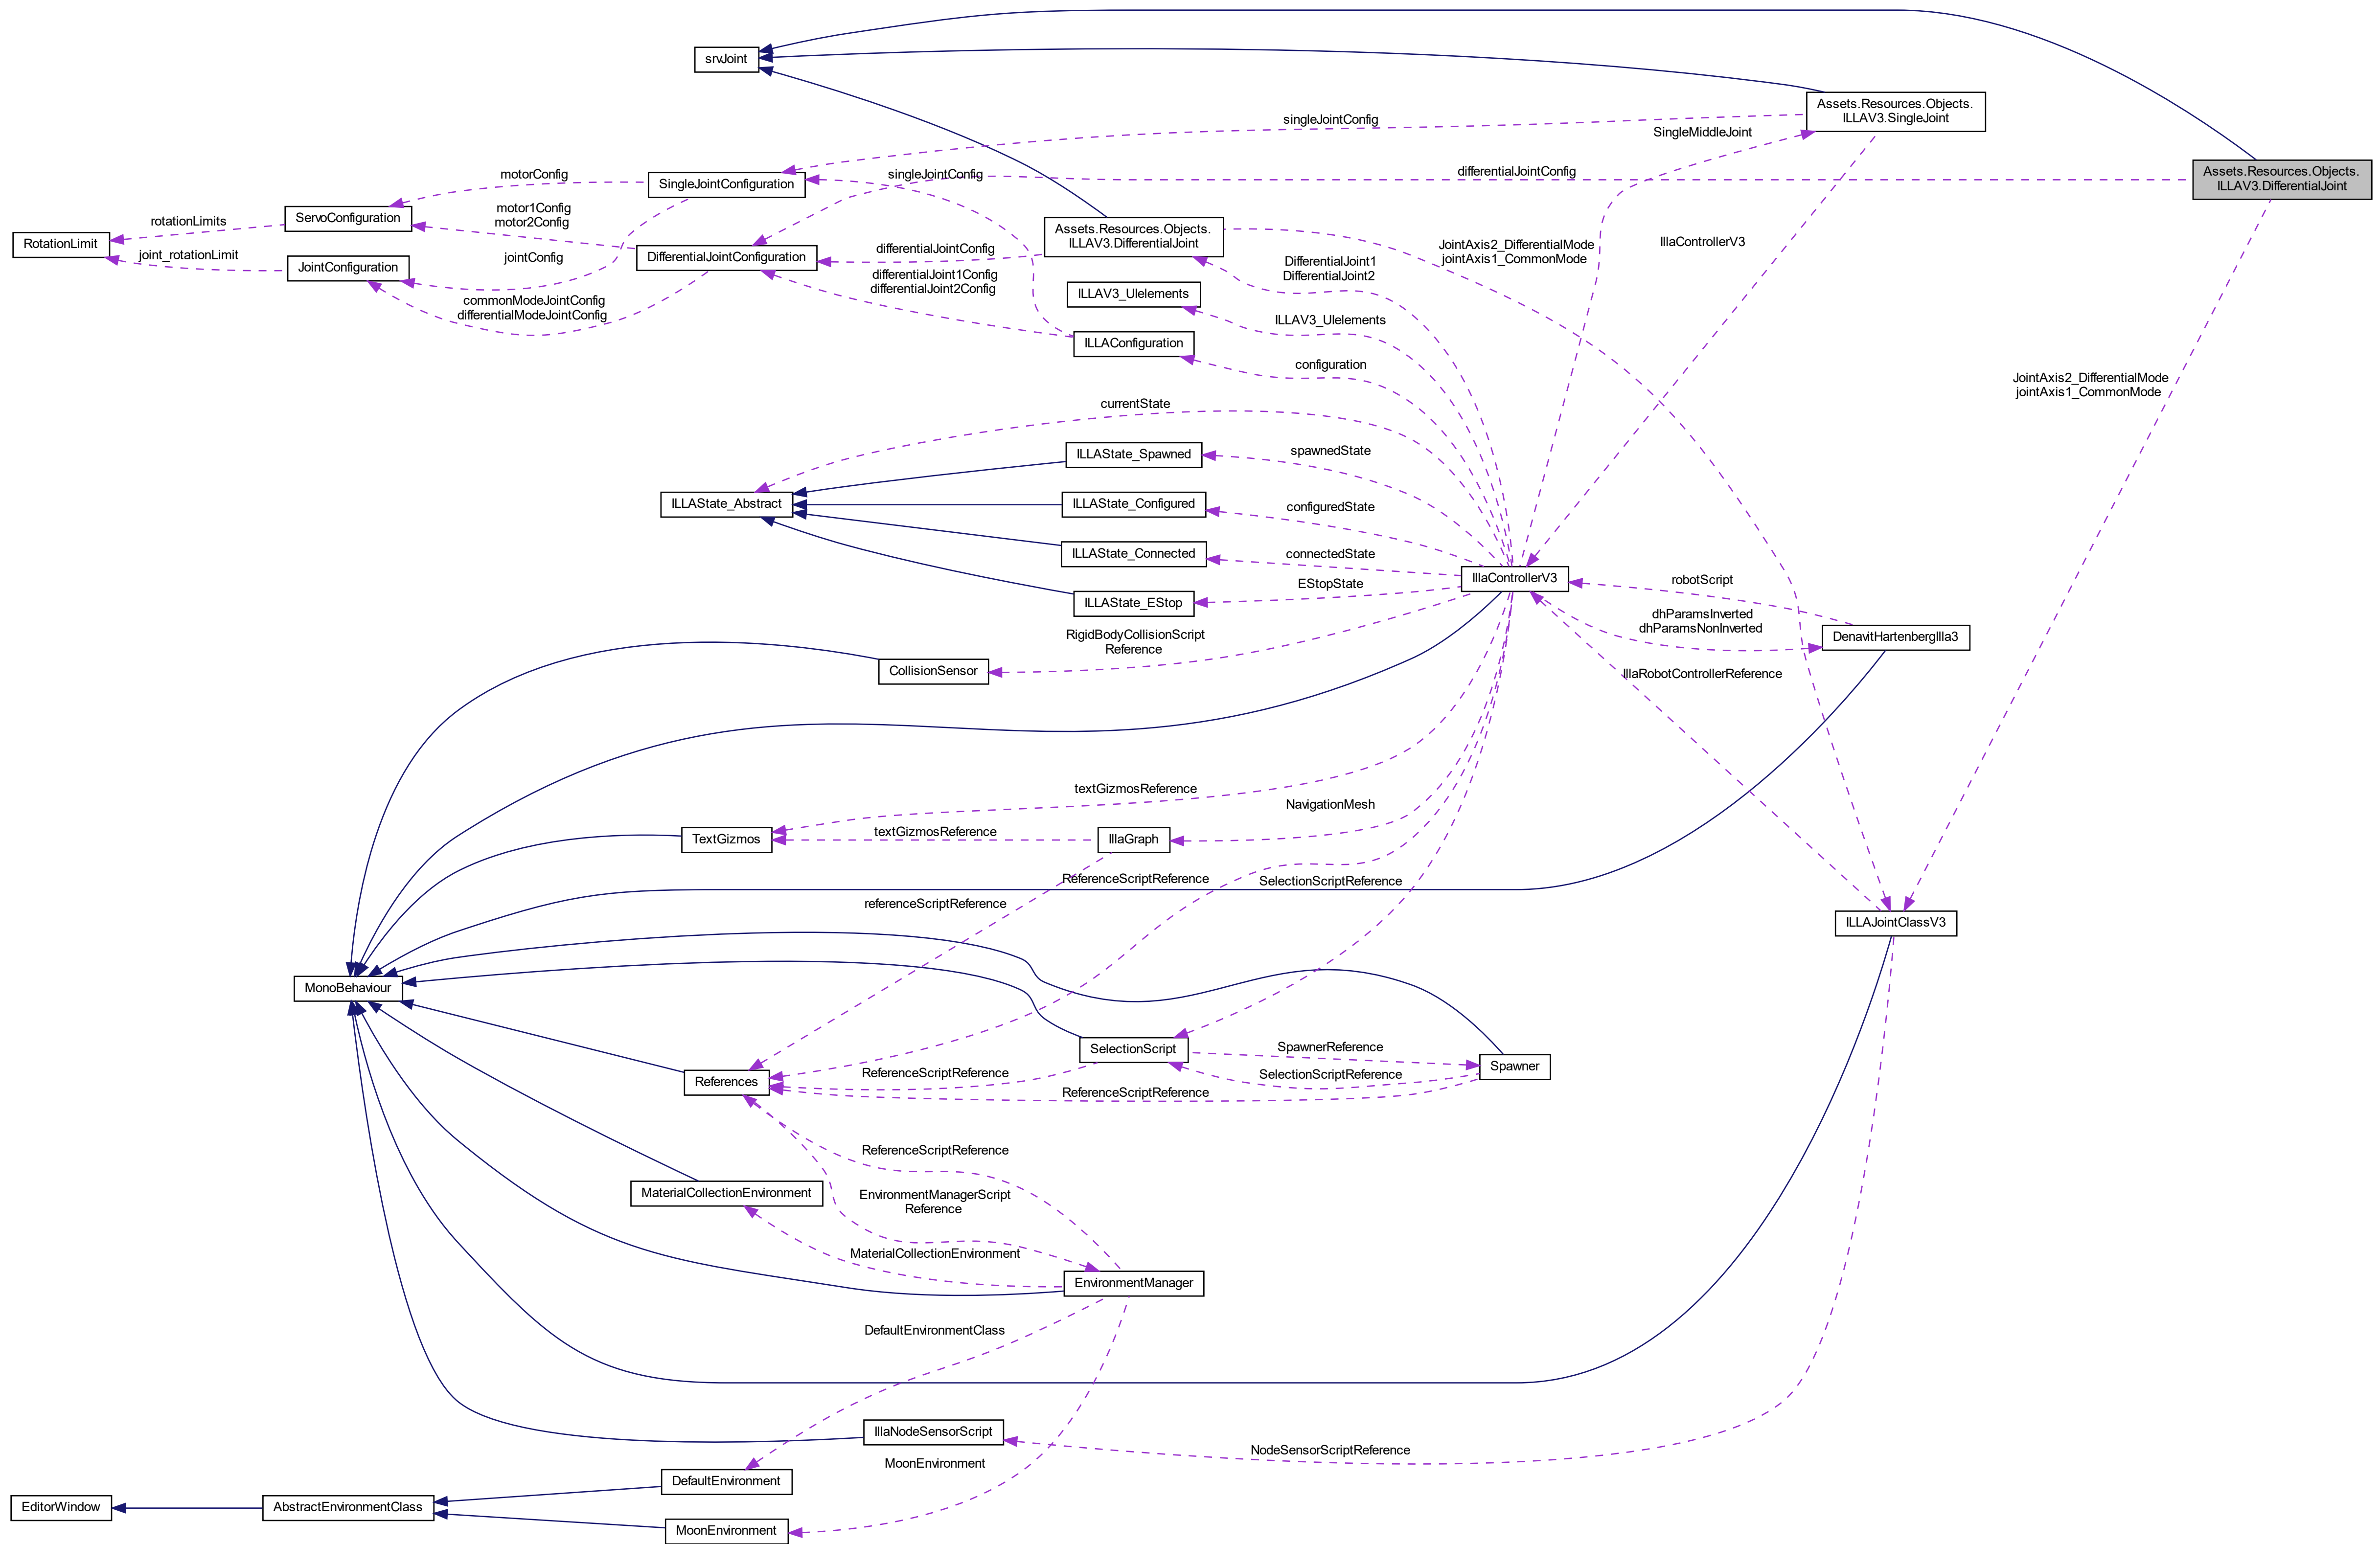 srvJoint
Assets.Resources.Objects.
ILLAV3.SingleJoint
singleJointConfig
SingleMiddleJoint
Assets.Resources.Objects.
ILLAV3.DifferentialJoint
differentialJointConfig
motorConfig
SingleJointConfiguration
singleJointConfig
rotationLimits
ServoConfiguration
motor1Config
motor2Config
Assets.Resources.Objects.
ILLAV3.DifferentialJoint
RotationLimit
joint_rotationLimit
JointConfiguration
jointConfig
DifferentialJointConfiguration
differentialJointConfig
JointAxis2_DifferentialMode
jointAxis1_CommonMode
IllaControllerV3
DifferentialJoint1
DifferentialJoint2
differentialJoint1Config
differentialJoint2Config
ILLAV3_UIelements
commonModeJointConfig
differentialModeJointConfig
ILLAV3_UIelements
ILLAConfiguration
configuration
JointAxis2_DifferentialMode
jointAxis1_CommonMode
currentState
ILLAState_Spawned
spawnedState
ILLAState_Abstract
ILLAState_Configured
configuredState
ILLAState_Connected
connectedState
IllaControllerV3
robotScript
ILLAState_EStop
EStopState
dhParamsInverted
dhParamsNonInverted
DenavitHartenbergIlla3
RigidBodyCollisionScript
Reference
CollisionSensor
IllaRobotControllerReference
textGizmosReference
NavigationMesh
TextGizmos
textGizmosReference
IllaGraph
ReferenceScriptReference
SelectionScriptReference
referenceScriptReference
ILLAJointClassV3
MonoBehaviour
SelectionScript
SpawnerReference
Spawner
References
ReferenceScriptReference
SelectionScriptReference
ReferenceScriptReference
ReferenceScriptReference
MaterialCollectionEnvironment
EnvironmentManagerScript
Reference
MaterialCollectionEnvironment
EnvironmentManager
DefaultEnvironmentClass
IllaNodeSensorScript
NodeSensorScriptReference
MoonEnvironment
DefaultEnvironment
EditorWindow
AbstractEnvironmentClass
MoonEnvironment